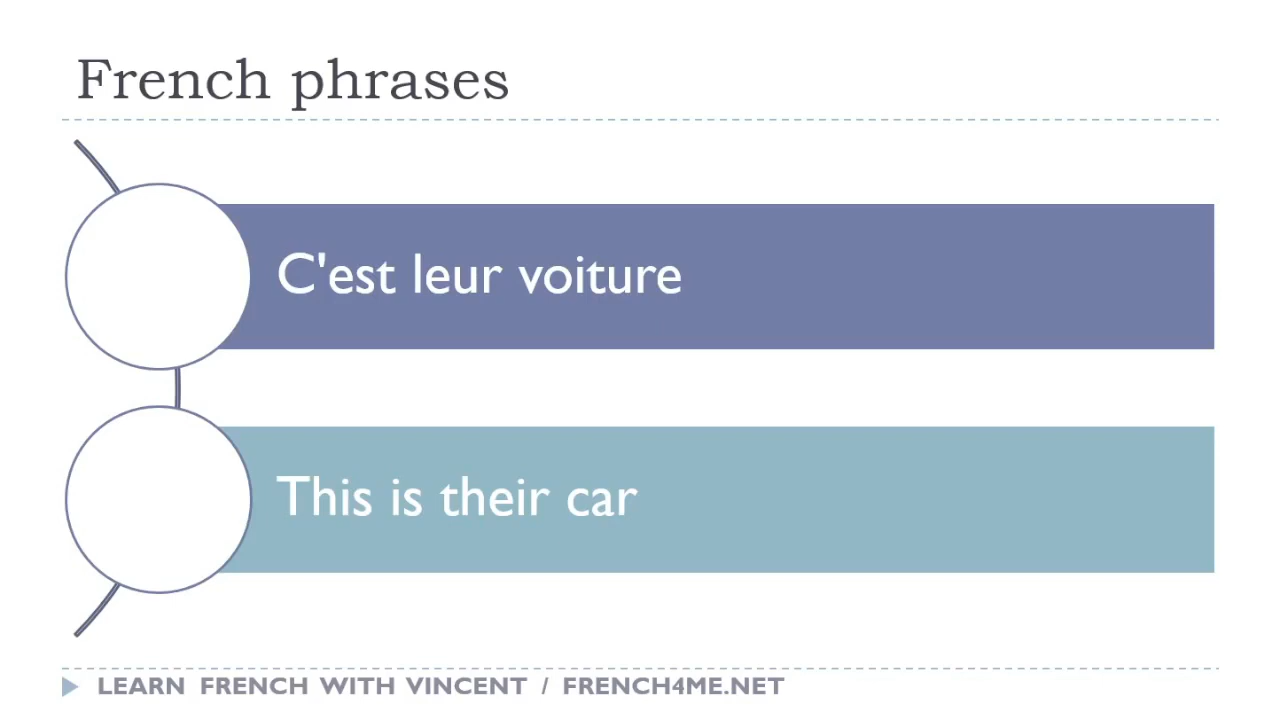 French phrases
C'est leur voiture
This is their car
LEARN FRENCH WITH VINCENT / FRENCH4ME.NET